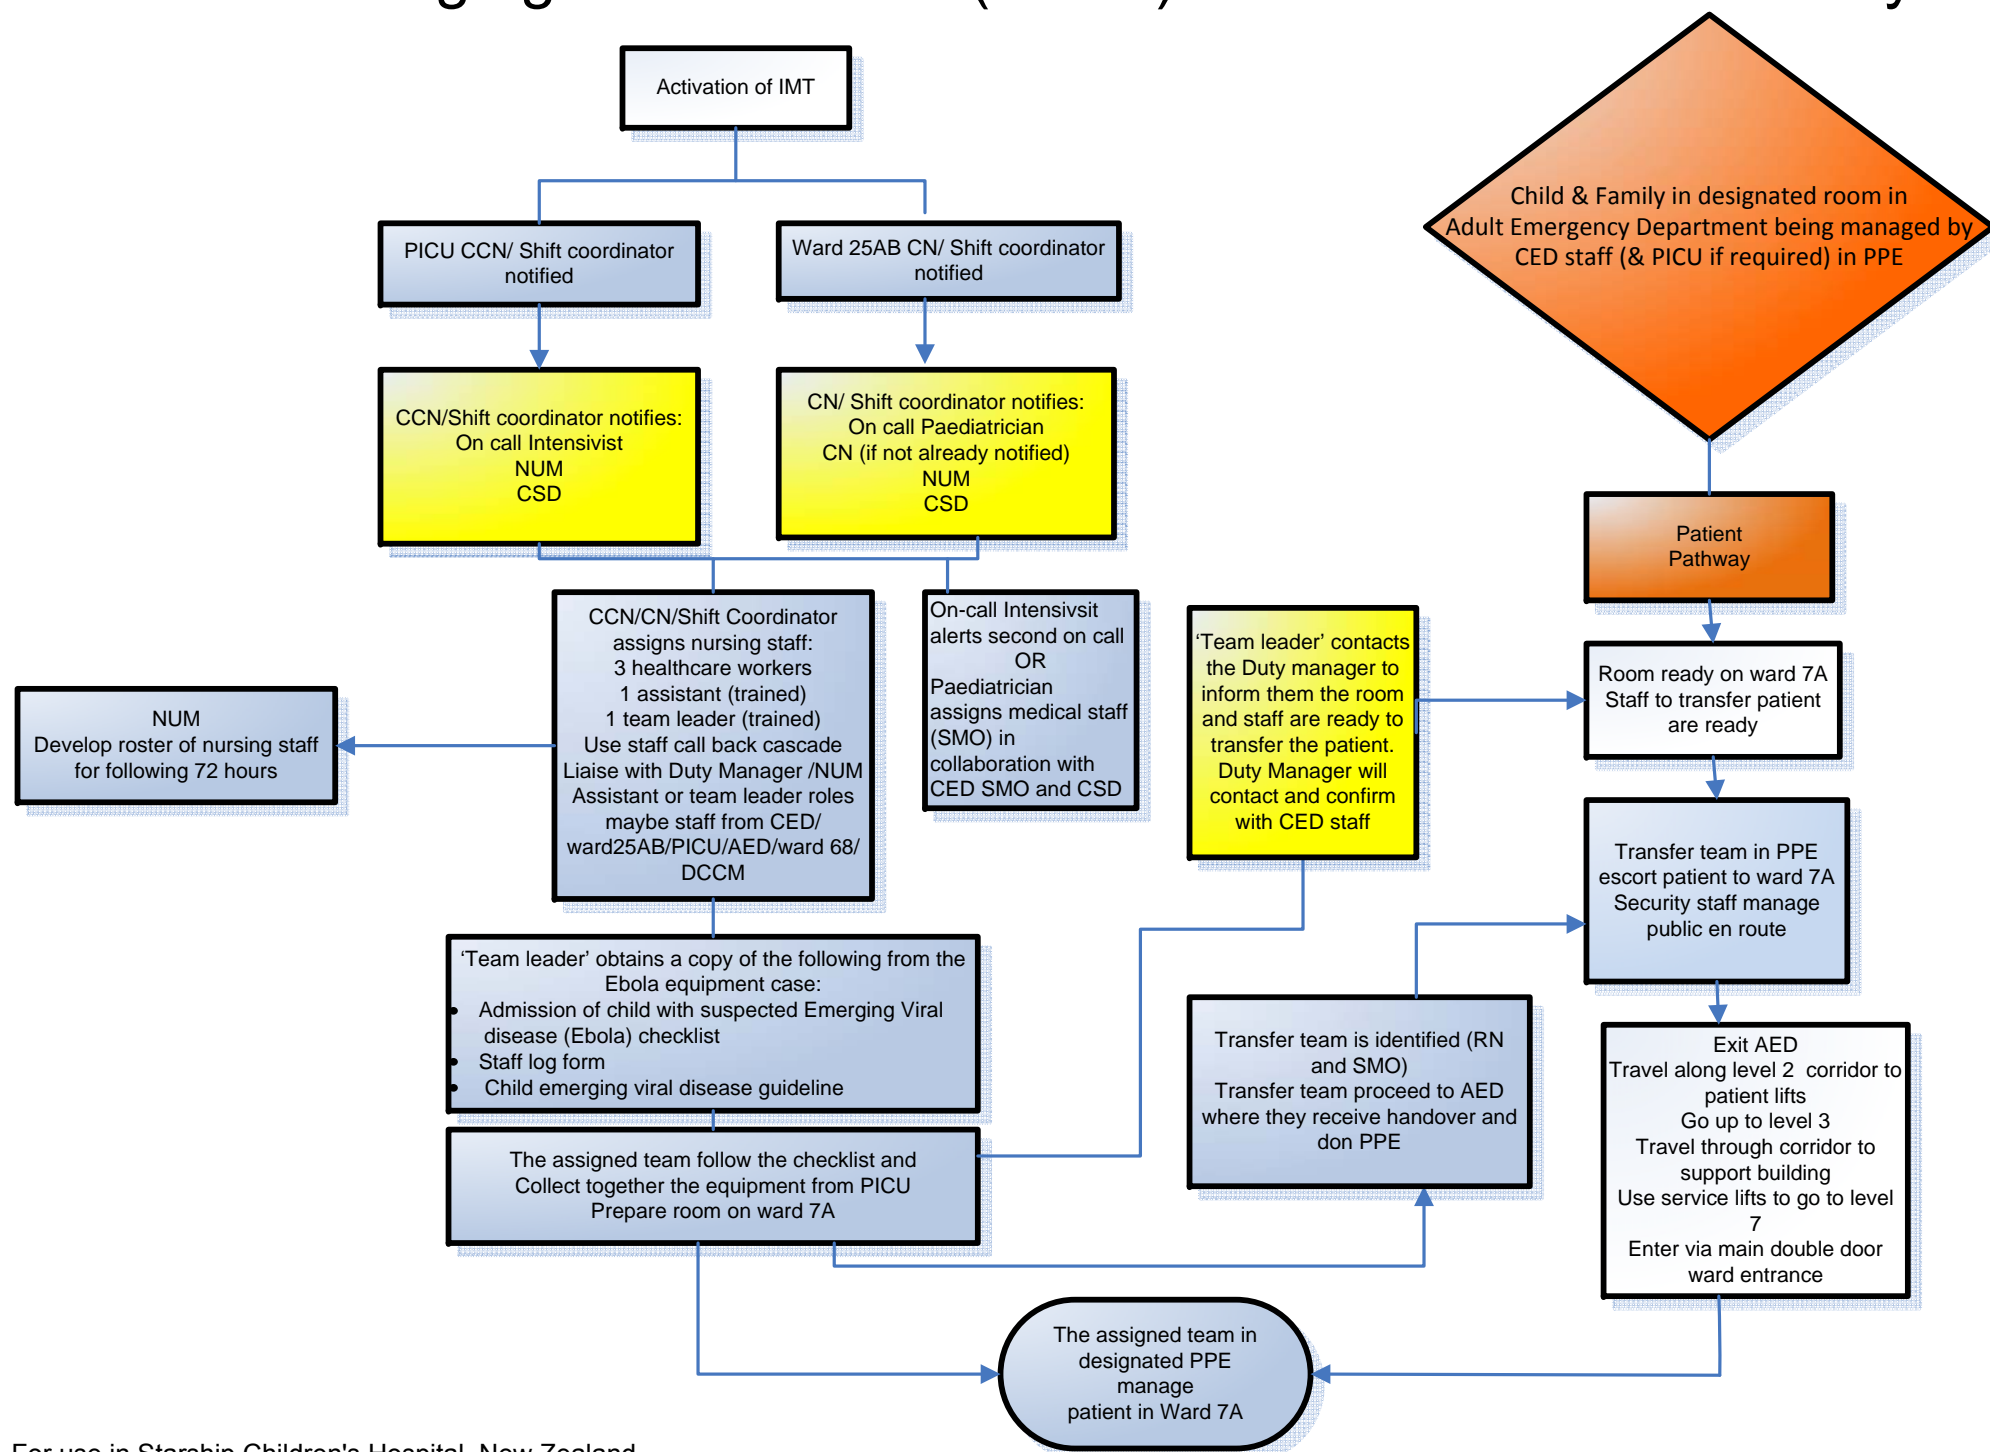 Activation of IMT
Child & Family in designated room in
Adult Emergency Department being managed by
CED staff (& PICU if required) in PPE
PICU CCN/ Shift coordinator
notified
Ward 25AB CN/ Shift coordinator
notified
CCN/Shift coordinator notifies:
On call Intensivist
NUM
CSD
CN/ Shift coordinator notifies:
On call Paediatrician
CN (if not already notified)
NUM
CSD
Patient
Pathway
CCN/CN/Shift Coordinator
assigns nursing staff:
3 healthcare workers
1 assistant (trained)
1 team leader (trained)
Use staff call back cascade
Liaise with Duty Manager /NUM
Assistant or team leader roles
maybe staff from CED/
ward25AB/PICU/AED/ward 68/
DCCM
On-call Intensivsit
alerts second on call
OR
Paediatrician
assigns medical staff
(SMO) in
collaboration with
CED SMO and CSD
‘Team leader’ contacts
the Duty manager to
inform them the room
and staff are ready to
transfer the patient.
Duty Manager will
contact and confirm
with CED staff
Room ready on ward 7A
Staff to transfer patient
are ready
NUM
Develop roster of nursing staff
for following 72 hours
Transfer team in PPE
escort patient to ward 7A
Security staff manage
public en route
‘Team leader’ obtains a copy of the following from the
Ebola equipment case:
• Admission of child with suspected Emerging Viral
disease (Ebola) checklist
• Staff log form
• Child emerging viral disease guideline
Transfer team is identified (RN
and SMO)
Transfer team proceed to AED
where they receive handover and
don PPE
Exit AED
Travel along level 2 corridor to
patient lifts
Go up to level 3
Travel through corridor to
support building
Use service lifts to go to level
7
Enter via main double door
ward entrance
The assigned team follow the checklist and
Collect together the equipment from PICU
Prepare room on ward 7A
The assigned team in
designated PPE
manage
patient in Ward 7A
For use in Starship Children's Hospital, New Zealand